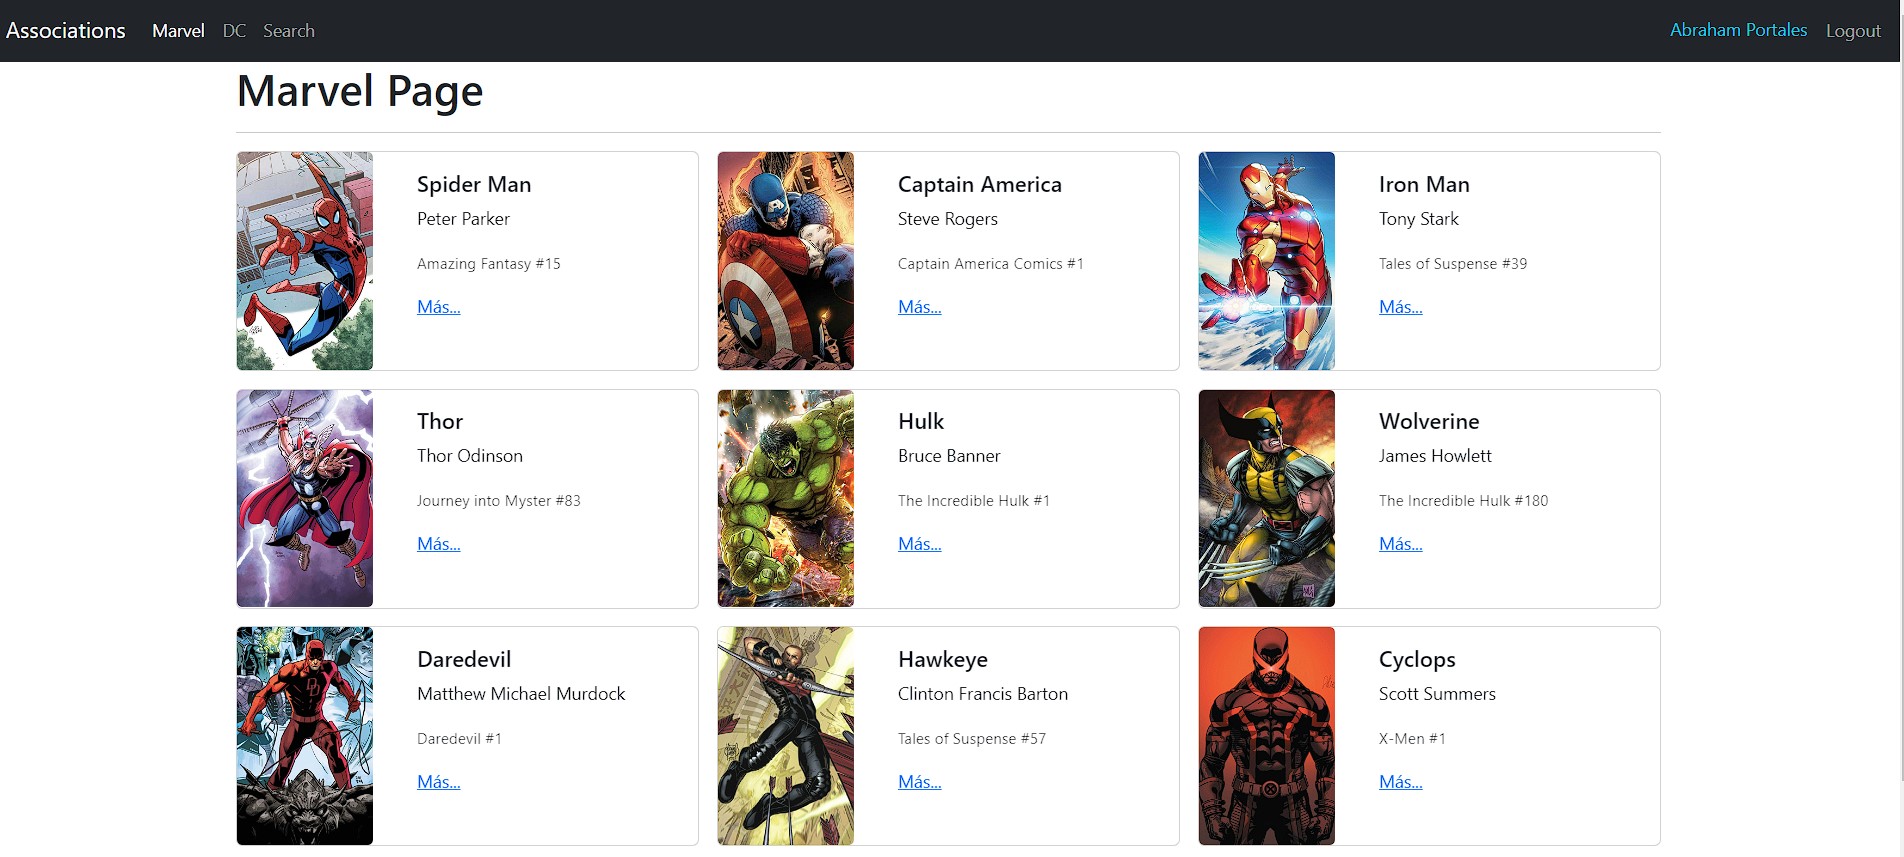 Associations Marvel DC Search Abraham Portales Logout
Marvel Page
Spider Man
Peter Parker
Amazing Fantasy #15
Más...
Captain America
Steve Rogers
Captain America Comics #1
Más...
Iron Man
Tony Stark
Tales of Suspense #39
Más...
Thor
Thor Odinson
Journey into Myster #83
Más...
Hulk
Bruce Banner
The Incredible Hulk #1
Más...
Wolverine
James Howlett
The Incredible Hulk #180
Más...
Daredevil
Matthew Michael Murdock
Daredevil #1
Más...
Hawkeye
Clinton Francis Barton
Tales of Suspense #57
Más...
Cyclops
Scott Summers
X-Men #1
Más...